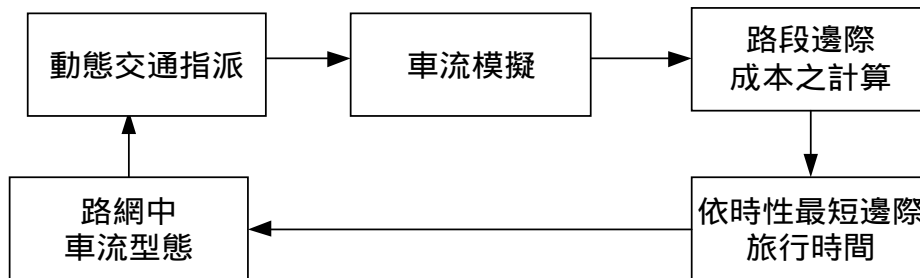 動態交通指派
車流模擬
路段邊際
成本之計算
路網中
車流型態
依時性最短邊際
旅行時間